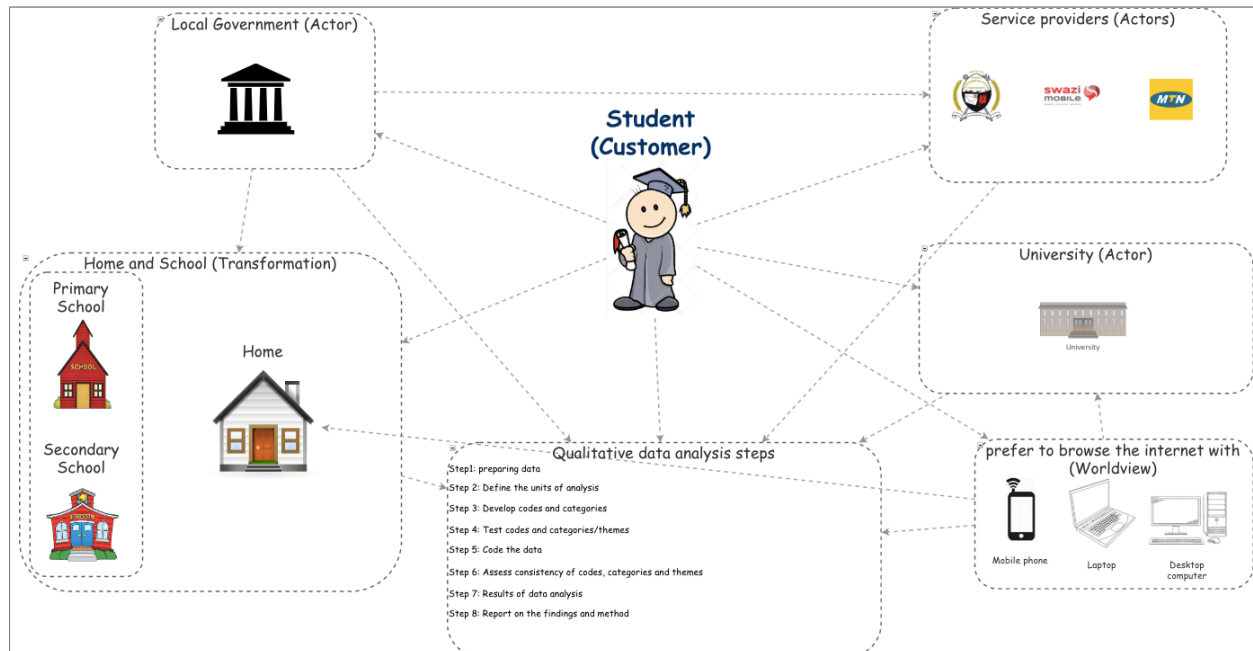 Local Government (Actor)
Service providers (Actors)
swazi
MOBILE
MTN
Student
(Customer)
Home and School (Transformation)
Primary
School
SCHOOL
Home
Secondary
School
SCHOOL
University (Actor)
University
Qualitative data analysis steps
Step1: preparing data
Step 2: Define the units of analysis
Step 3: Develop codes and categories
Step 4: Test codes and categories/themes
Step 5: Code the data
Step 6: Assess consistency of codes, categories and themes
Step 7: Results of data analysis
Step 8: Report on the findings and method
prefer to browse the internet with
(Worldview)
Mobile phone
Laptop
Desktop
computer